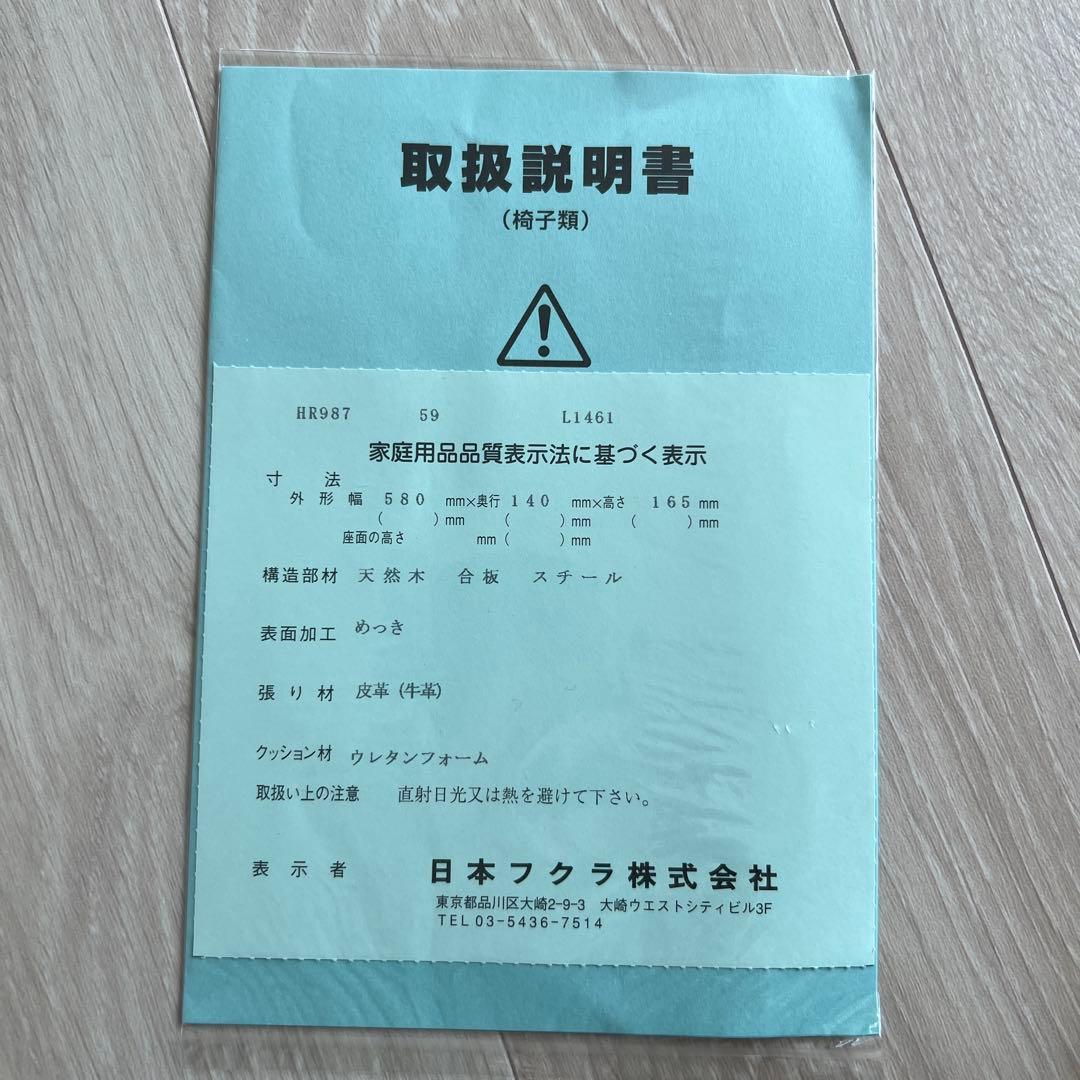 取扱説明書
(椅子類)
HR987 59 L1461
家庭用品品質表示法に基づく表示
寸法
外形幅 580 mm×奥行 140 mm×高さ 165 mm
( )mm ( )mm ( )mm
座面の高さ mm ( )mm
構造部材 天然木 合板 スチール
表面加工 めっき
張り材 皮革(牛革)
クッション材 ウレタンフォーム
取扱い上の注意 直射日光又は熱を避けて下さい。
表示者 日本フクラ株式会社
東京都品川区大崎2-9-3 大崎ウエストシティビル3F
TEL 03-5436-7514